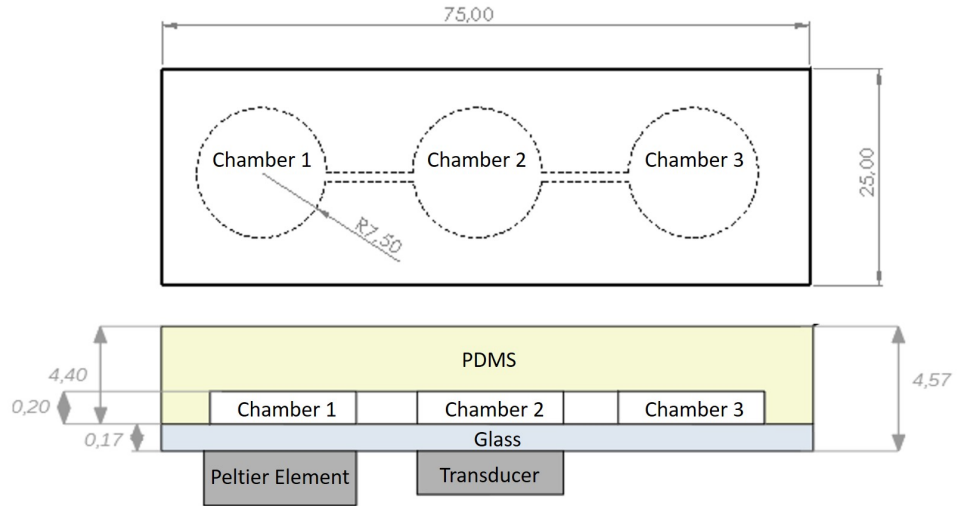 75,00
Chamber 1
Chamber 2
Chamber 3
25,00
R7,50
4,40
PDMS
4,57
0,20
Chamber 1
Chamber 2
Chamber 3
0,17
Glass
Peltier Element
Transducer